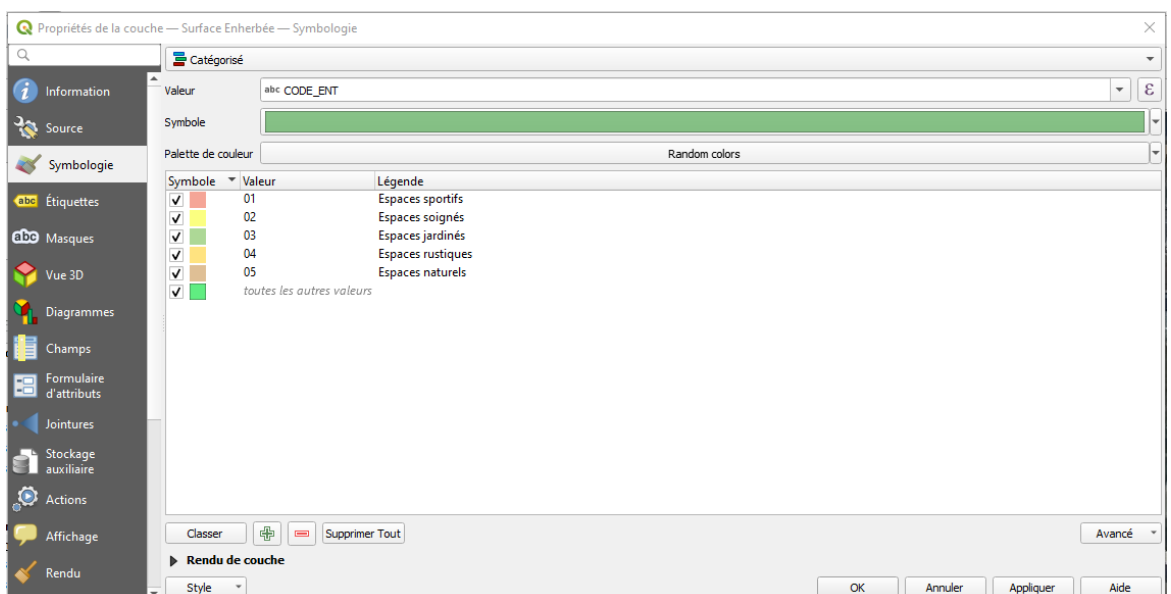 Propriétés de la couche — Surface Enherbée — Symbologie
Catégorisé
Information
Valeur
abc CODE_ENT
ε
Source
Symbole
Symbologie
Palette de couleur
Random colors
Symbole Valeur Légende
01 Espaces sportifs
abc Étiquettes
02 Espaces soignés
abc Masques
03 Espaces jardinés
04 Espaces rustiques
Vue 3D
05 Espaces naturels
toutes les autres valeurs
Diagrammes
Champs
Formulaire
d'attributs
Jointures
Stockage
auxiliaire
Actions
Affichage
Classer
Supprimer Tout
Avancé
Rendu de couche
Rendu
Style
OK
Annuler
Appliquer
Aide